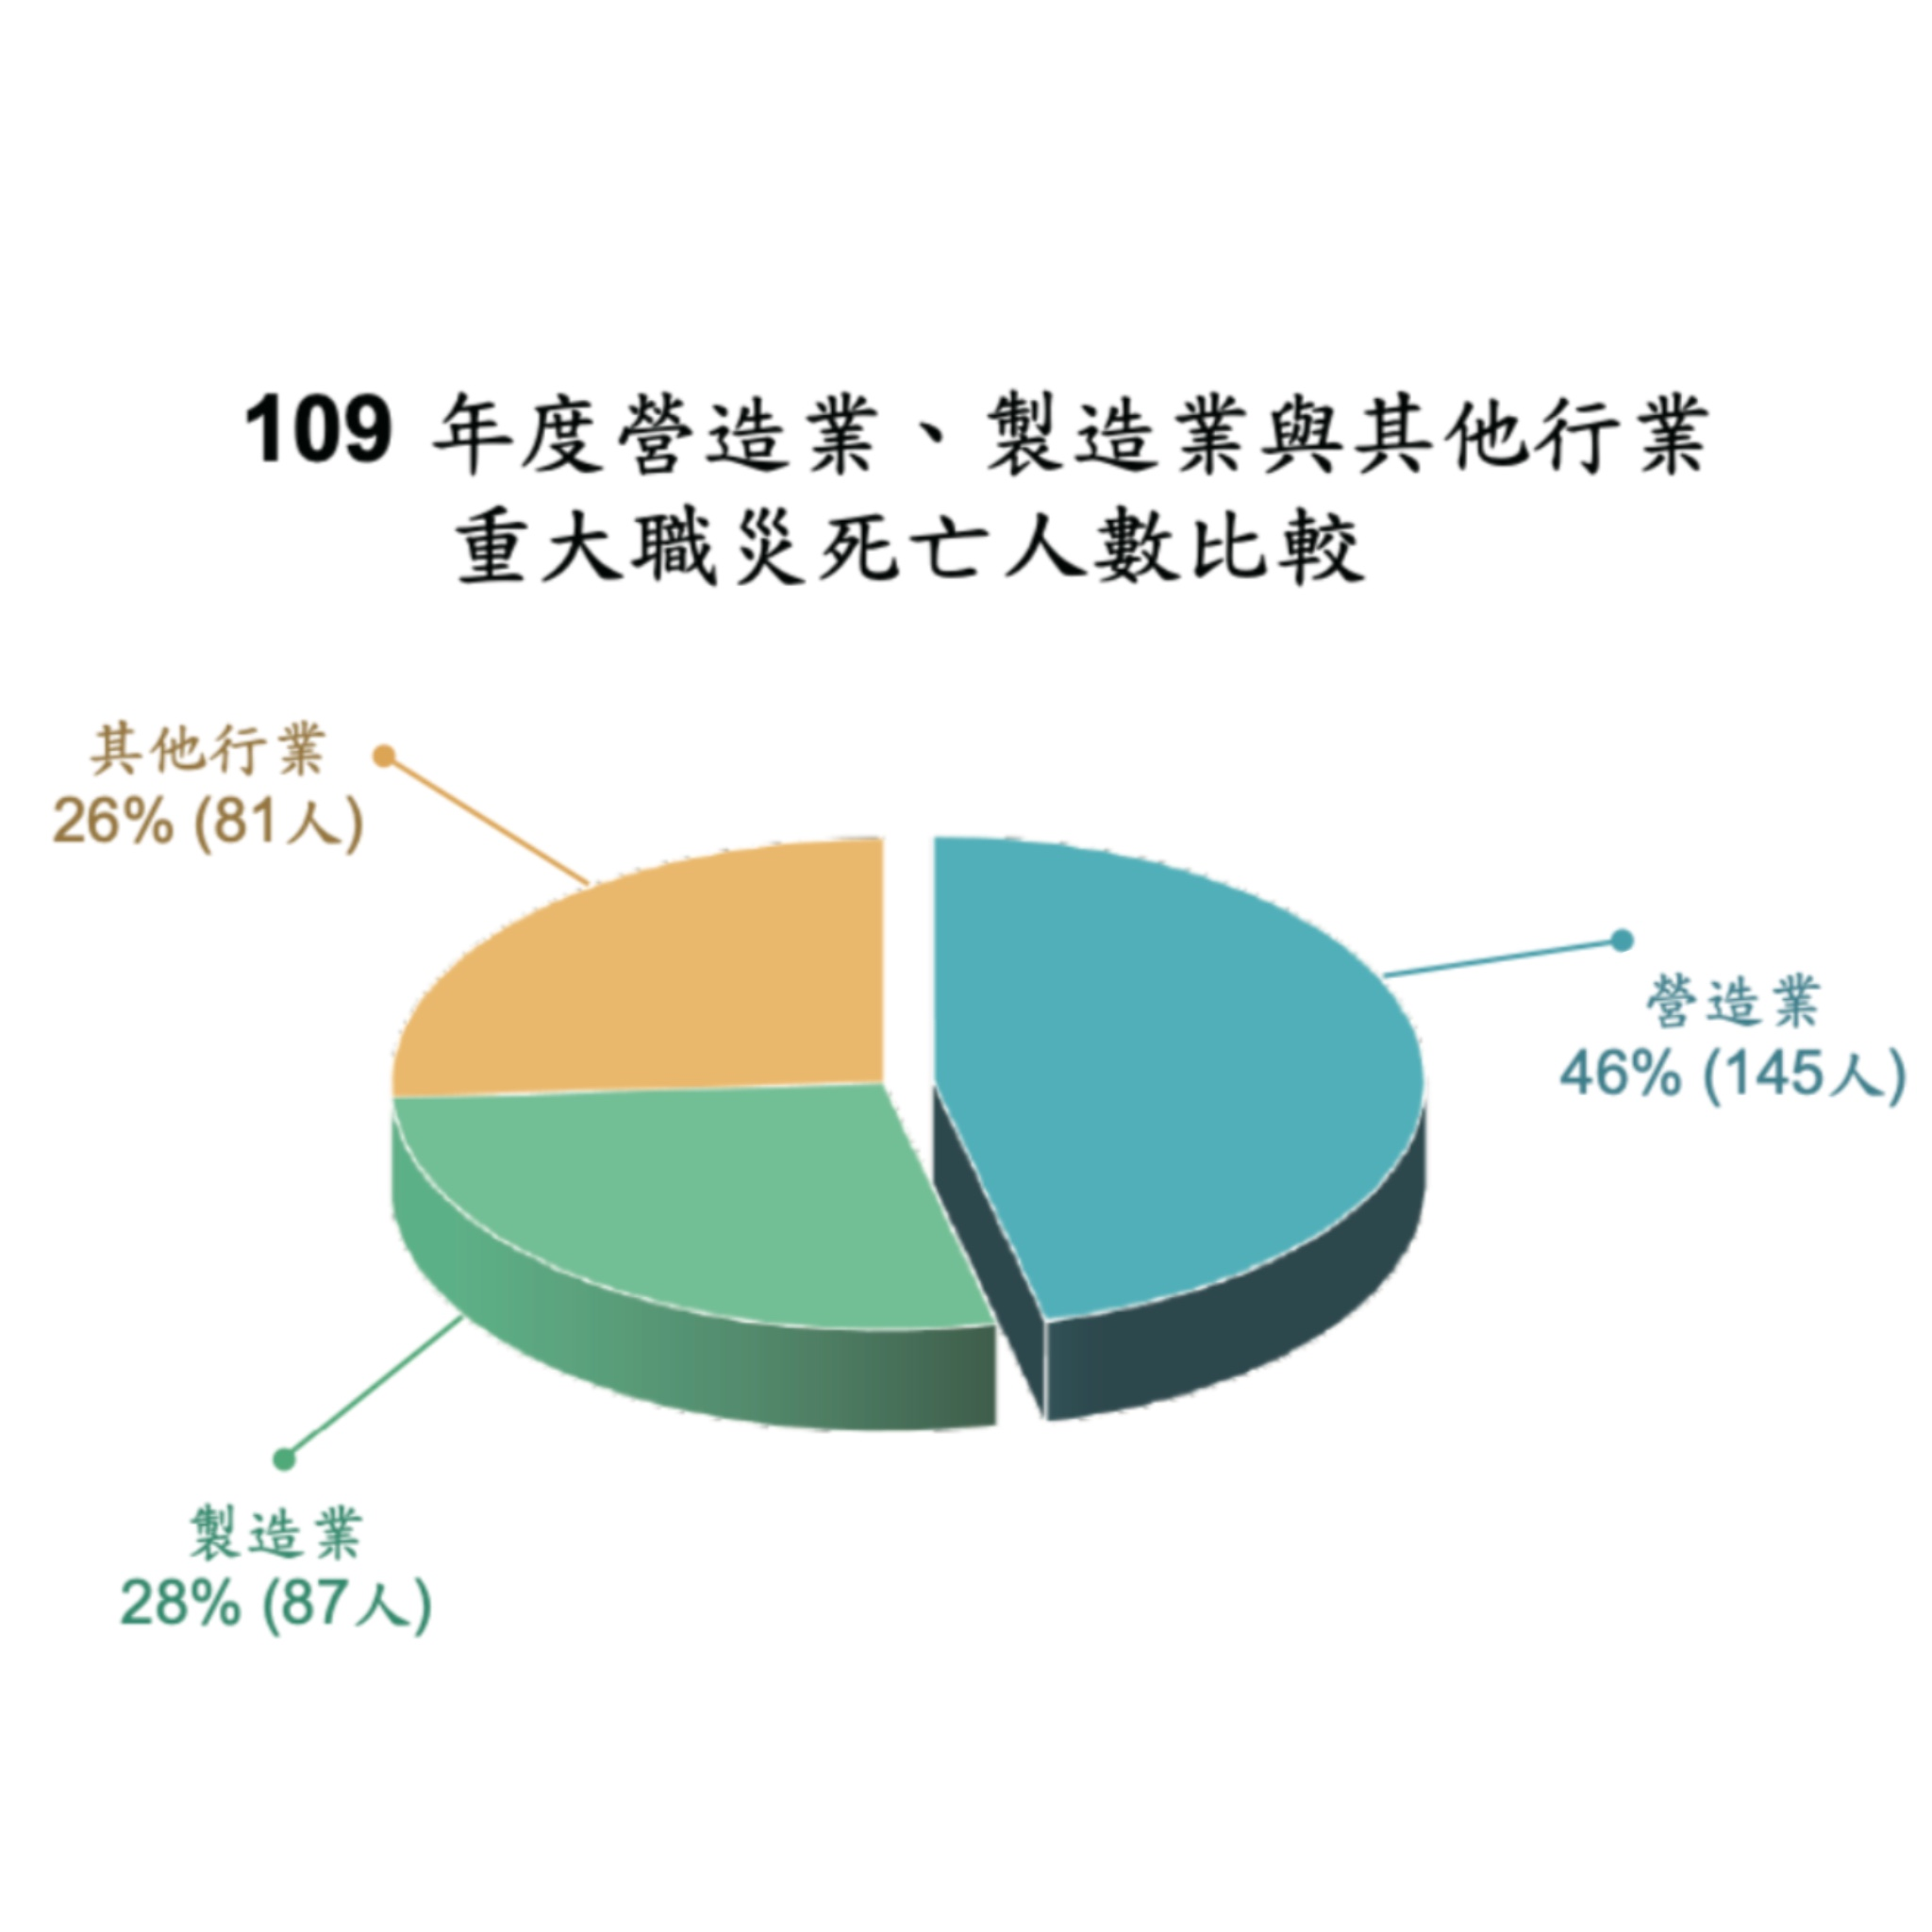 109 年度營造業、製造業與其他行業
重大職災死亡人數比較
其他行業
26% (81人)
營造業
46% (145人)
製造業
28% (87人)